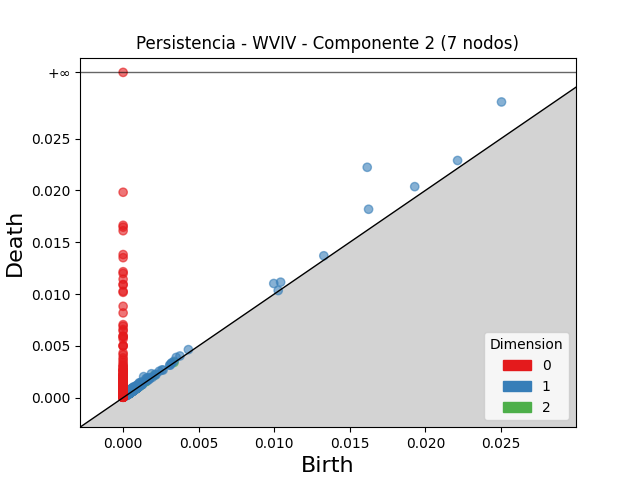 Persistencia - WVIV - Componente 2 (7 nodos)
+∞
0.025
0.020
0.015
0.010
0.005
0.000
Death
Dimension
0
1
2
0.000 0.005 0.010 0.015 0.020 0.025
Birth